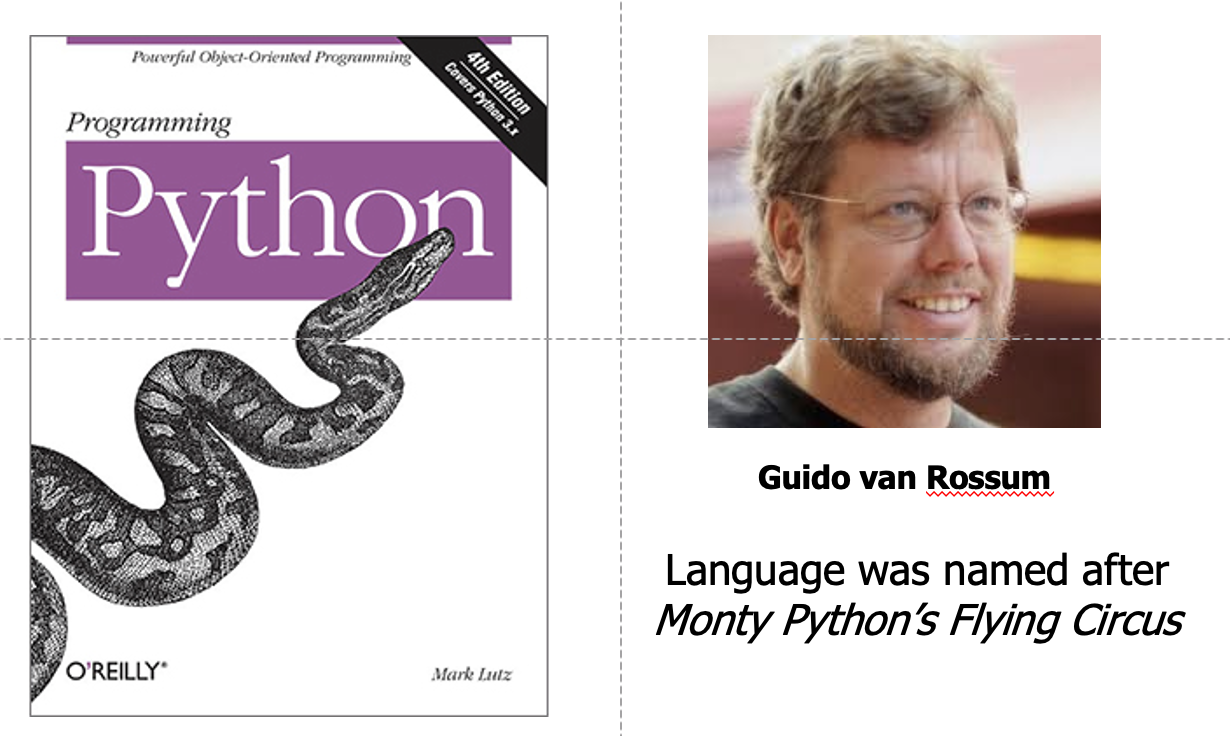 Powerful Object-Oriented Programming
4th Edition
Covers Python 3.x
Programming
Python
O'REILLY®
Mark Lutz
Guido van Rossum
Language was named after
Monty Python’s Flying Circus